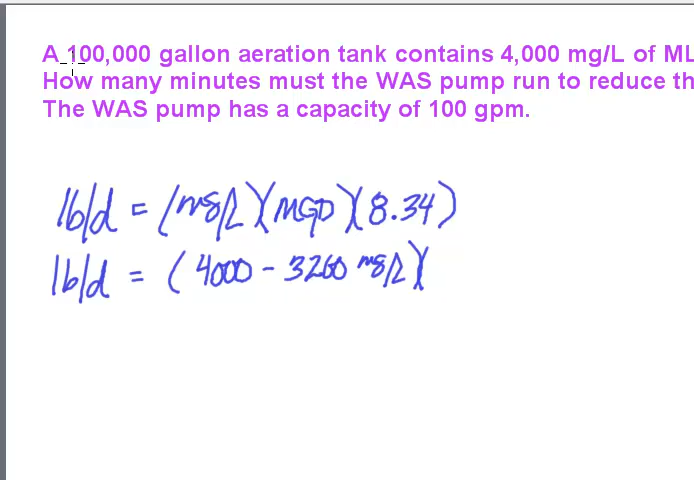 A 100,000 gallon aeration tank contains 4,000 mg/L of ML
How many minutes must the WAS pump run to reduce th
The WAS pump has a capacity of 100 gpm.
lb/d = (mg/L)(MGD)(8.34)
lb/d = (4000 - 3260 mg/L)(